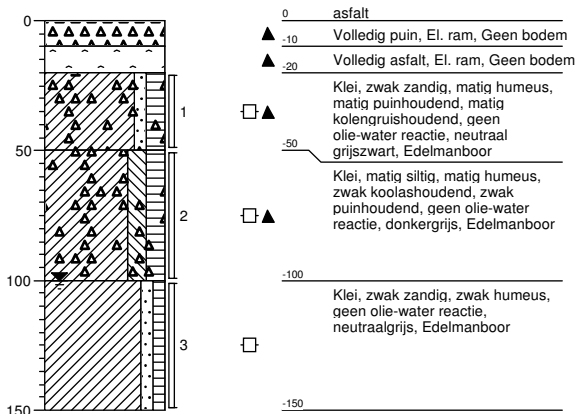 0
50
100
150
1
2
3
0 asfalt
-10 Volledig puin, El. ram, Geen bodem
-20 Volledig asfalt, El. ram, Geen bodem
Klei, zwak zandig, matig humeus,
matig puinhoudend, matig
kolengruishoudend, geen
olie-water reactie, neutraal
grijszwart, Edelmanboor
-50
Klei, matig siltig, matig humeus,
zwak koolashoudend, zwak
puinhoudend, geen olie-water
reactie, donkergrijs, Edelmanboor
-100
Klei, zwak zandig, zwak humeus,
geen olie-water reactie,
neutraalgrijs, Edelmanboor
-150